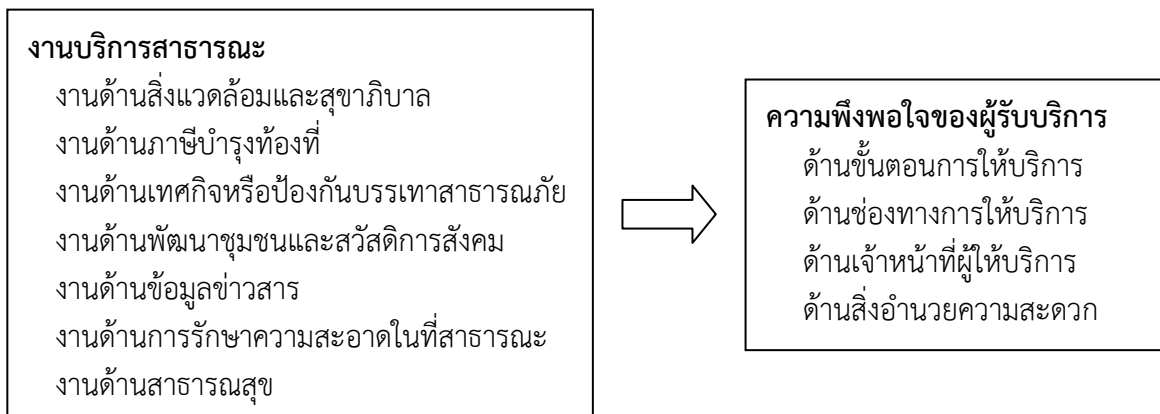 งานบริการสาธารณะ
งานด้านสิ่งแวดล้อมและสุขาภิบาล
งานด้านภาษีบำรุงท้องที่
งานด้านเทศกิจหรือป้องกันบรรเทาสาธารณภัย
งานด้านพัฒนาชุมชนและสวัสดิการสังคม
งานด้านข้อมูลข่าวสาร
งานด้านการรักษาความสะอาดในที่สาธารณะ
งานด้านสาธารณสุข
ความพึงพอใจของผู้รับบริการ
ด้านขั้นตอนการให้บริการ
ด้านช่องทางการให้บริการ
ด้านเจ้าหน้าที่ผู้ให้บริการ
ด้านสิ่งอำนวยความสะดวก